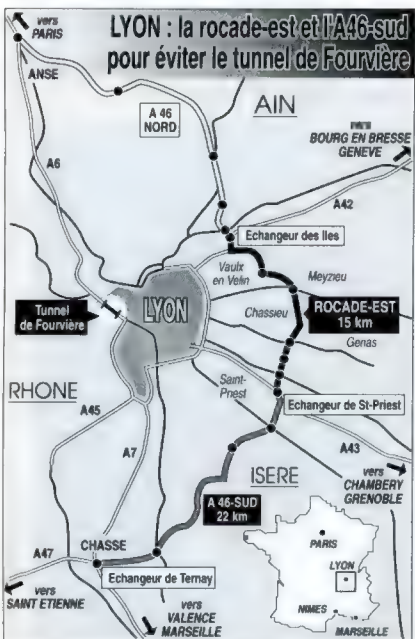 LYON : la rocade-est et l'A46-sud
pour éviter le tunnel de Fourvière
vers
PARIS
ANSE
A 46
NORD
AIN
vers
BOURG EN BRESSE
GENEVE
A6
A42
Echangeur des Iles
Vaulx
en Velin
Meyzieu
Tunnel
de Fourvière
LYON
Chassieu
ROCADE-EST
15 km
Genas
RHONE
Saint-
Priest
Echangeur de St-Priest
A45
A7
A43
ISERE
vers
CHAMBERY
GRENOBLE
A 46-SUD
22 km
A47
CHASSE
Echangeur de Ternay
vers
SAINT ETIENNE
vers
VALENCE
MARSEILLE
PARIS
LYON
NIMES
MARSEILLE